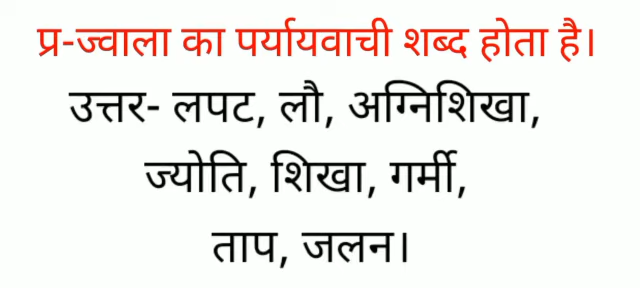 प्र-ज्वाला का पर्यायवाची शब्द होता है।
उत्तर- लपट, लौ, अग्निशिखा,
ज्योति, शिखा, गर्मी,
ताप, जलन।